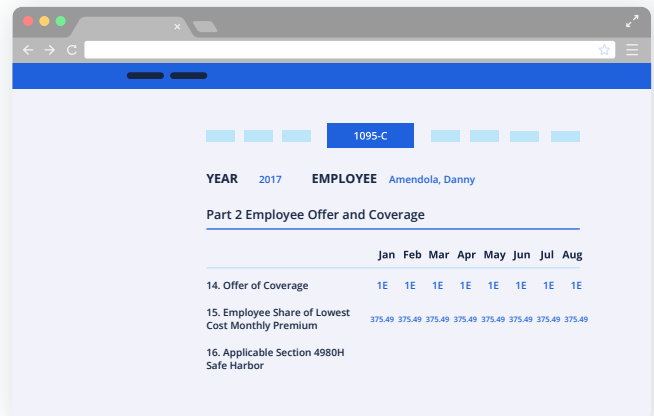 1095-C
YEAR 2017 EMPLOYEE Amendola, Danny
Part 2 Employee Offer and Coverage
Jan Feb Mar Apr May Jun Jul Aug
14. Offer of Coverage 1E 1E 1E 1E 1E 1E 1E 1E
15. Employee Share of Lowest
Cost Monthly Premium 375.49 375.49 375.49 375.49 375.49 375.49 375.49 375.49
16. Applicable Section 4980H
Safe Harbor